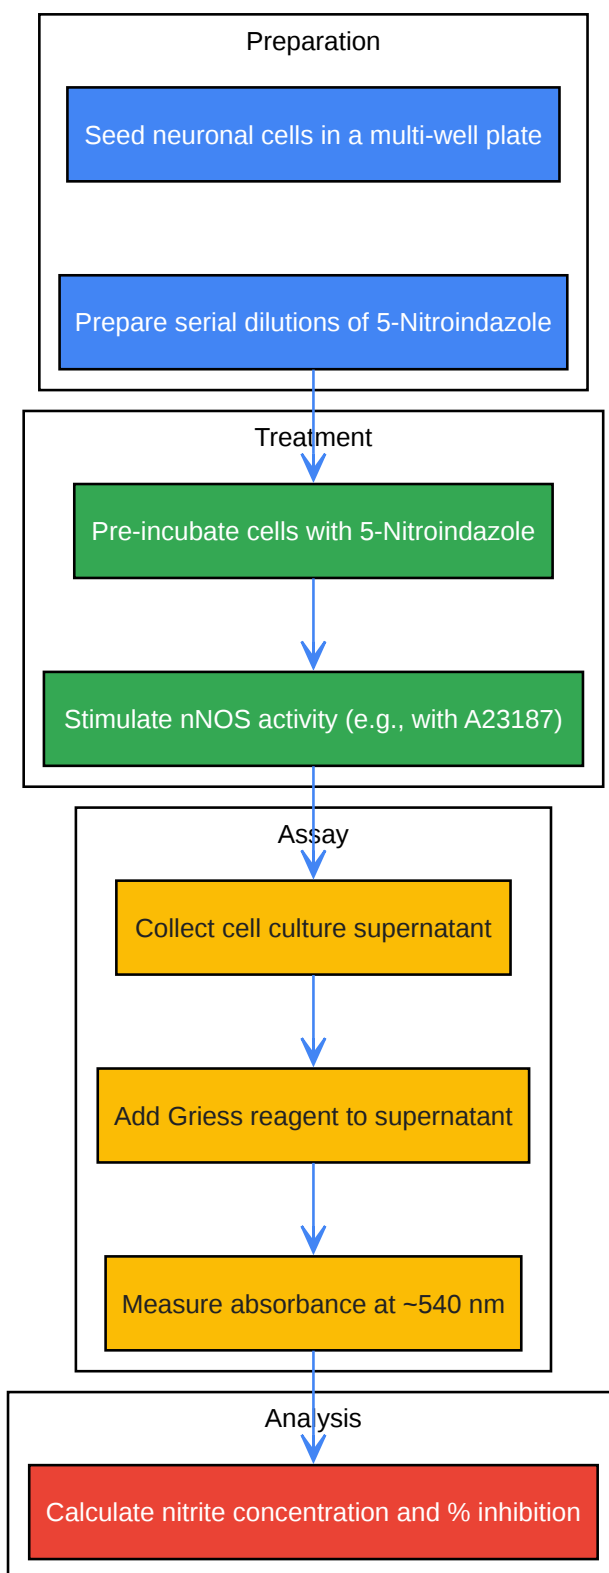 Preparation
Seed neuronal cells in a multi-well plate
Prepare serial dilutions of 5-Nitroindazole
Treatment
Pre-incubate cells with 5-Nitroindazole
Stimulate nNOS activity (e.g., with A23187)
Assay
Collect cell culture supernatant
Add Griess reagent to supernatant
Measure absorbance at ~540 nm
Analysis
Calculate nitrite concentration and % inhibition